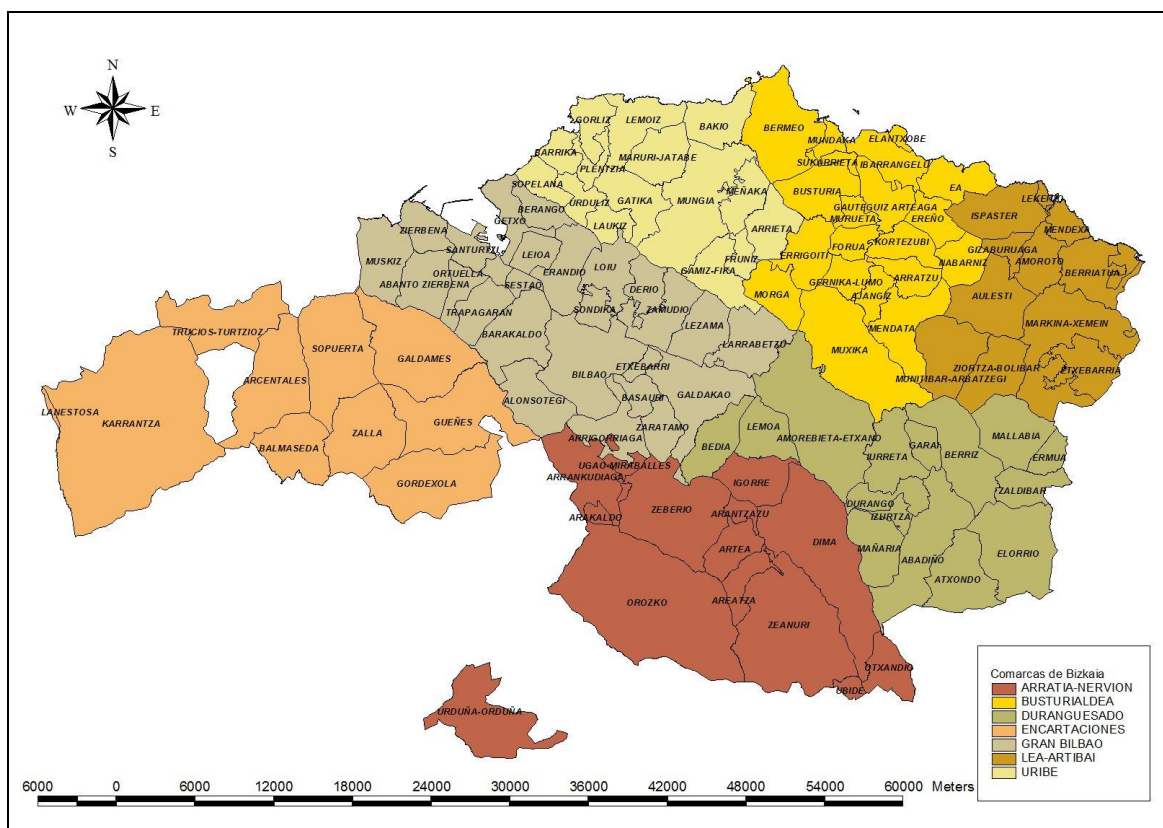 N
W E
S
GORLIZ
LEMOIZ
BAKIO
BERMEO
MUNDAKA
ELANTXOBE
BARRIKA
MARURI-JATABE
PLENTZIA
SUKARRIETA
IBARRANGELU
SOPELANA
MEÑAKA
BUSTURIA
EA
LEKEITIO
URDULIZ
GATIKA
MUNGIA
GAUTEGUIZ ARTEAGA
BERANGO
GETXO
MURUETA
EREÑO
ISPASTER
LAUKIZ
ARRIETA
MENDEXA
ZIERBENA
SANTURTZI
LEIOA
FORUA
KORTEZUBI
GIZABURUAGA
MUSKIZ
ERANDIO
LOIU
FRUNIZ
ERRIGOITI
NABARNIZ
AMOROTO
ORTUELLA
GAMIZ-FIKA
BERRIATUA
ABANTO ZIERBENA
SESTAO
DERIO
GERNIKA-LUMO
ARRATZU
MORGA
AJANGIZ
AULESTI
TRAPAGARAN
SONDIKA
ZAMUDIO
LEZAMA
MENDATA
MARKINA-XEMEIN
TRUCIOS-TURTZIOZ
BARAKALDO
LARRABETZU
SOPUERTA
GALDAMES
MUXIKA
ETXEBARRI
ZIORTZA-BOLIBAR
ETXEBARRIA
ARCENTALES
BILBAO
MUNITIBAR-ARBATZEGI
BASAURI
GALDAKAO
ALONSOTEGI
LANESTOSA
KARRANTZA
GUEÑES
ZARATAMO
LEMOA
ZALLA
ARRIGORRIAGA
BEDIA
AMOREBIETA-ETXANO
GARAI
MALLABIA
BALMASEDA
IURRETA
BERRIZ
ERMUA
UGAO-MIRABALLES
ARRANKUDIAGA
IGORRE
GORDEXOLA
ZALDIBAR
ZEBERIO
ARANTZAZU
DURANGO
ARAKALDO
IZURTZA
DIMA
ARTEA
MAÑARIA
ABADIÑO
ELORRIO
ATXONDO
OROZKO
AREATZA
ZEANURI
OTXANDIO
UBIDE
URDUÑA-ORDUÑA
Comarcas de Bizkaia
ARRATIA-NERVION
BUSTURIALDEA
DURANGUESADO
ENCARTACIONES
GRAN BILBAO
LEA-ARTIBAI
URIBE
6000 0 6000 12000 18000 24000 30000 36000 42000 48000 54000 60000 Meters